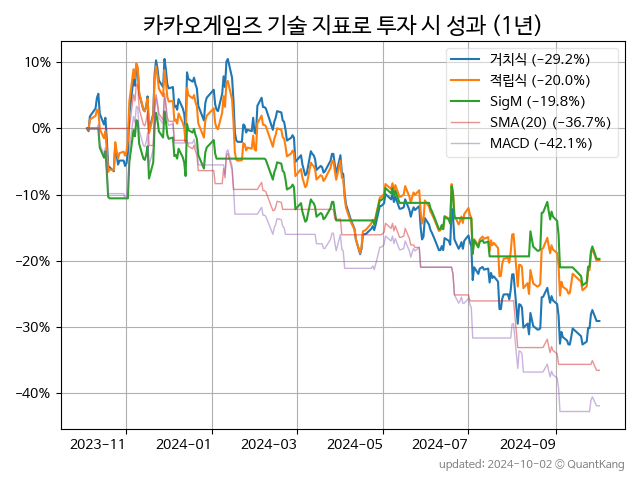 카카오게임즈 기술 지표로 투자 시 성과 (1년)
10%
0%
−10%
−20%
−30%
−40%
거치식 (−29.2%)
적립식 (−20.0%)
SigM (−19.8%)
SMA(20) (−36.7%)
MACD (−42.1%)
2023-11
2024-01
2024-03
2024-05
2024-07
2024-09
updated: 2024-10-02 © QuantKang